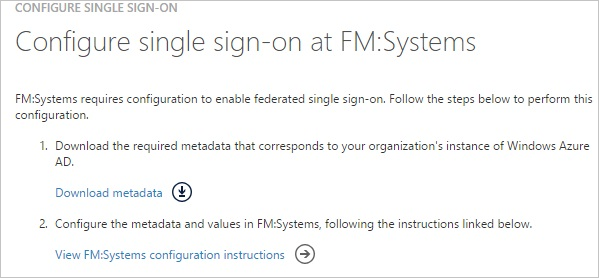 CONFIGURE SINGLE SIGN-ON
Configure single sign-on at FM:Systems
FM:Systems requires configuration to enable federated single sign-on. Follow the steps below to perform this
configuration.
1. Download the required metadata that corresponds to your organization's instance of Windows Azure
AD.
Download metadata
2. Configure the metadata and values in FM:Systems, following the instructions linked below.
View FM:Systems configuration instructions